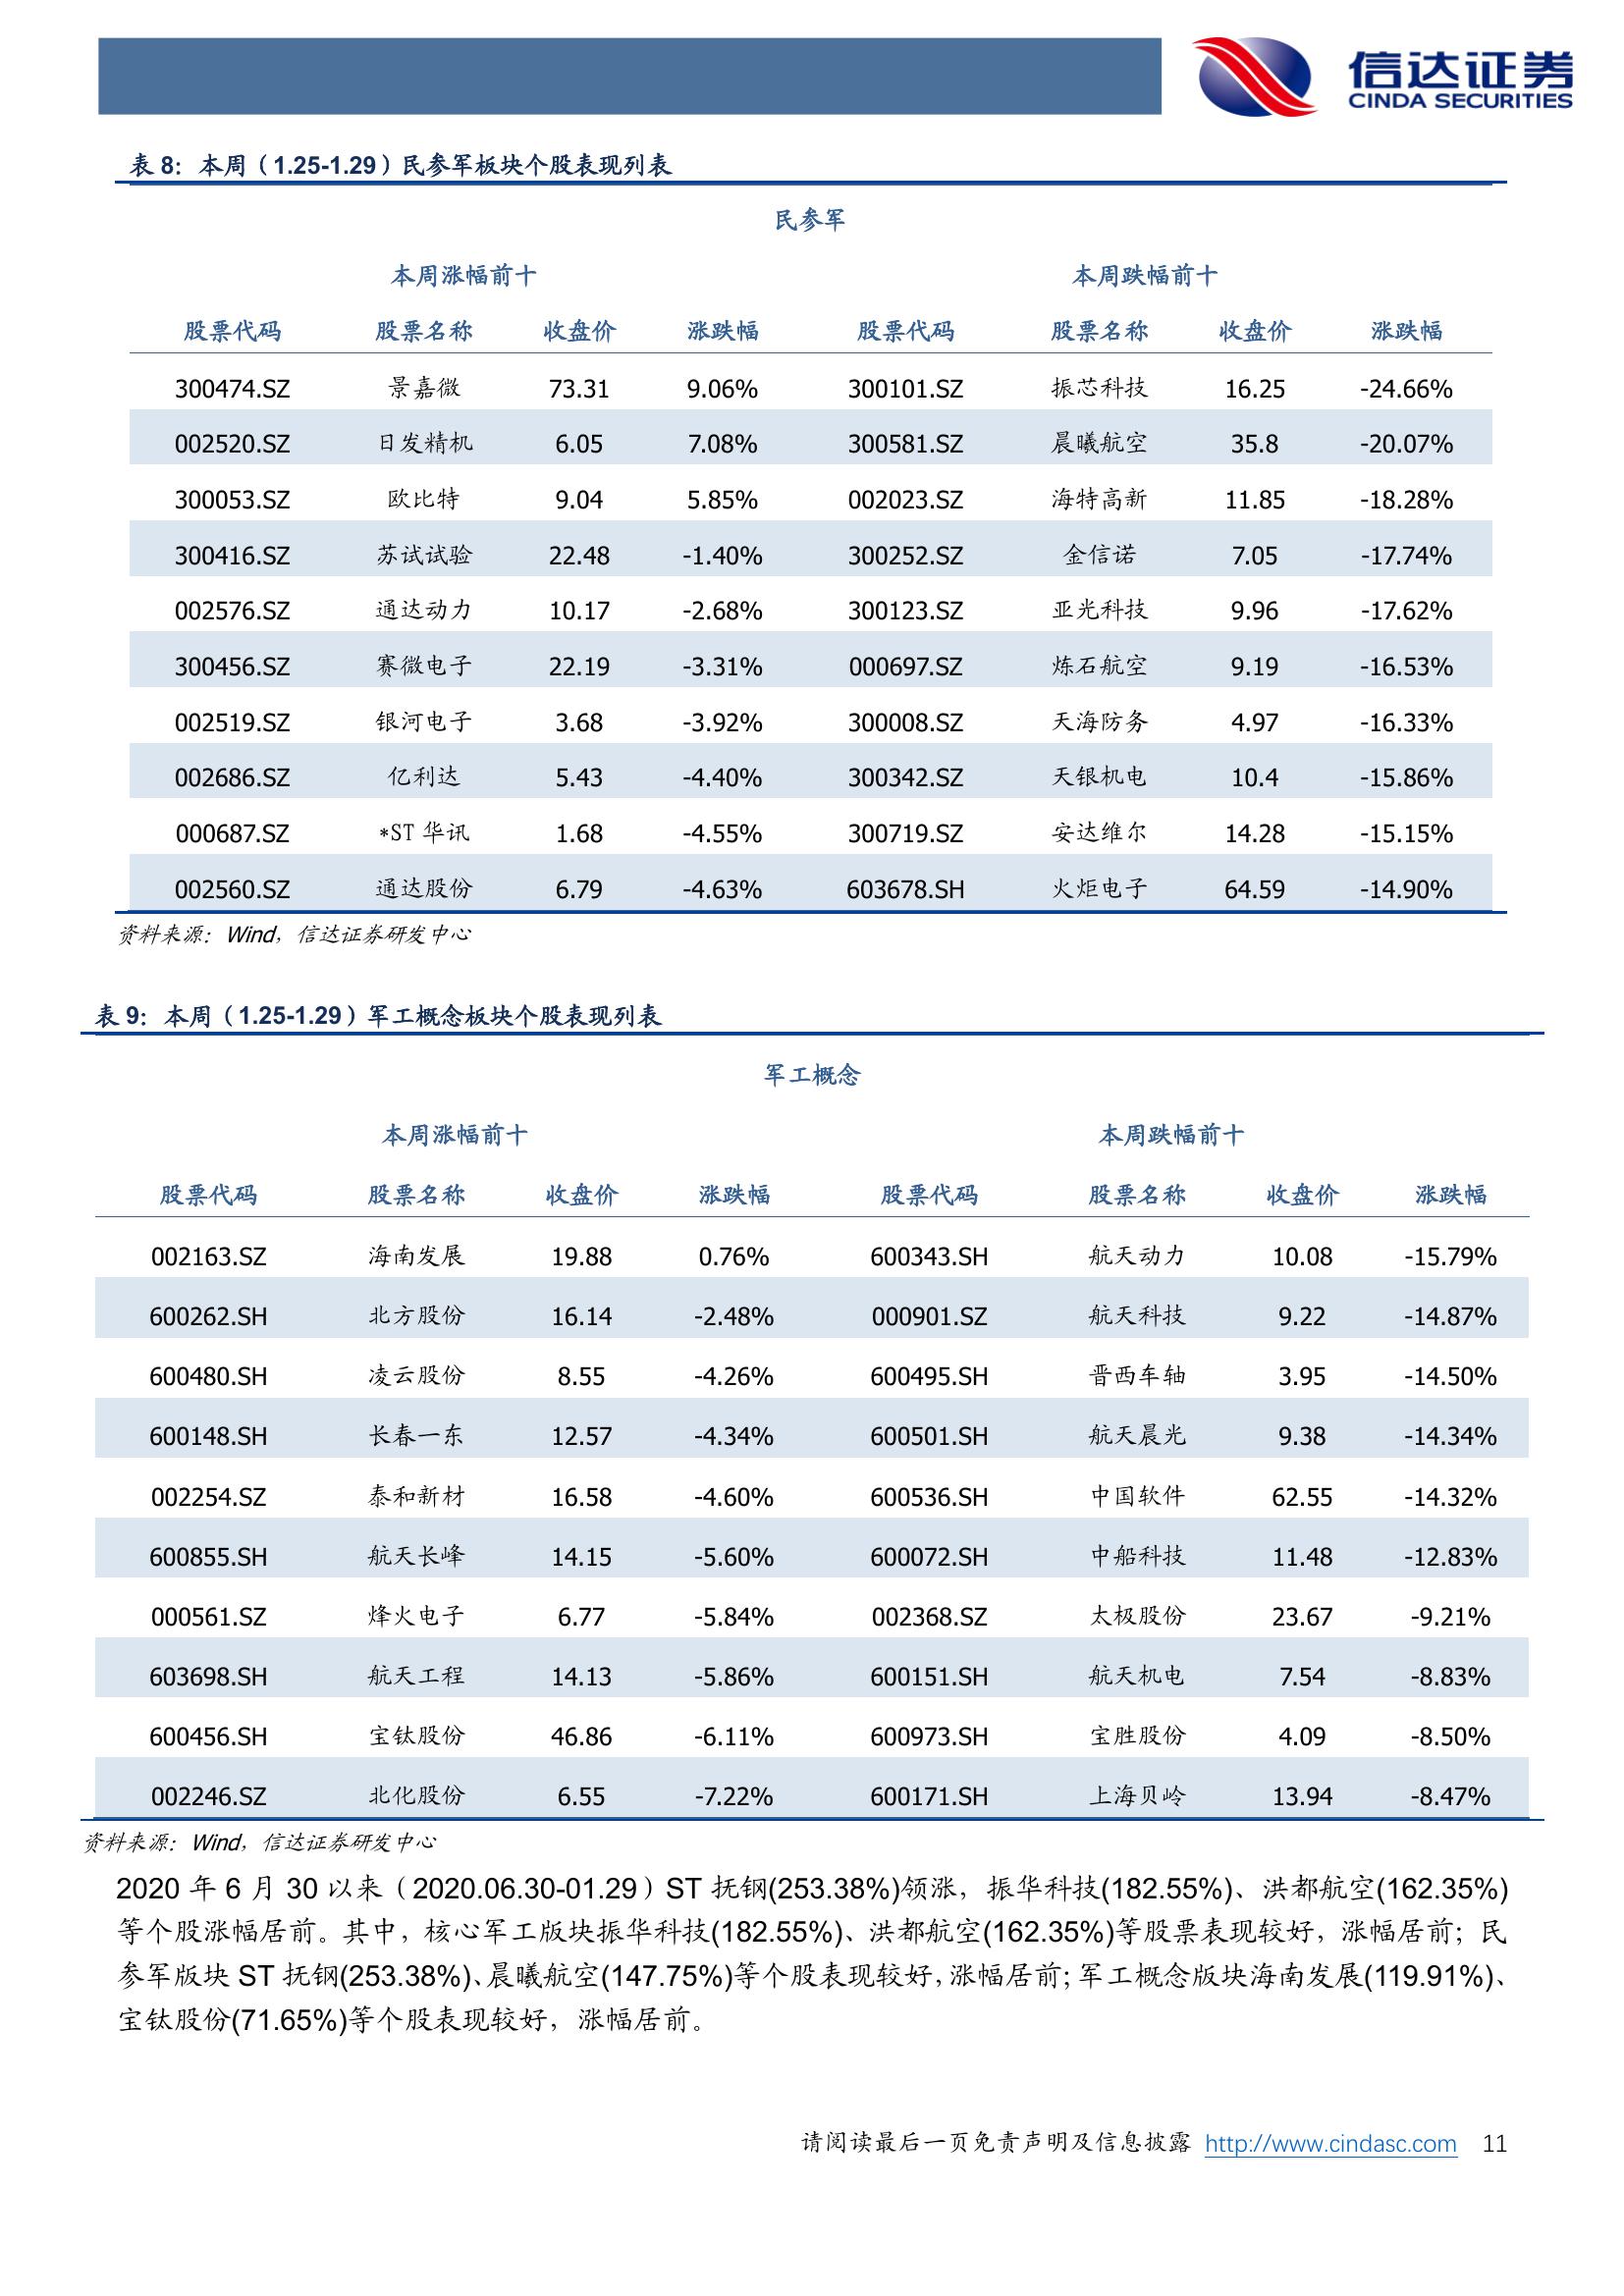 信达证券
CINDA SECURITIES
表 8：本周（1.25-1.29）民参军板块个股表现列表
民参军
本周涨幅前十 本周跌幅前十
股票代码 股票名称 收盘价 涨跌幅 股票代码 股票名称 收盘价 涨跌幅
300474.SZ 景嘉微 73.31 9.06% 300101.SZ 振芯科技 16.25 -24.66%
002520.SZ 日发精机 6.05 7.08% 300581.SZ 晨曦航空 35.8 -20.07%
300053.SZ 欧比特 9.04 5.85% 002023.SZ 海特高新 11.85 -18.28%
300416.SZ 苏试试验 22.48 -1.40% 300252.SZ 金信诺 7.05 -17.74%
002576.SZ 通达动力 10.17 -2.68% 300123.SZ 亚光科技 9.96 -17.62%
300456.SZ 赛微电子 22.19 -3.31% 000697.SZ 炼石航空 9.19 -16.53%
002519.SZ 银河电子 3.68 -3.92% 300008.SZ 天海防务 4.97 -16.33%
002686.SZ 亿利达 5.43 -4.40% 300342.SZ 天银机电 10.4 -15.86%
000687.SZ *ST 华讯 1.68 -4.55% 300719.SZ 安达维尔 14.28 -15.15%
002560.SZ 通达股份 6.79 -4.63% 603678.SH 火炬电子 64.59 -14.90%
资料来源：Wind，信达证券研发中心
表 9：本周（1.25-1.29）军工概念板块个股表现列表
军工概念
本周涨幅前十 本周跌幅前十
股票代码 股票名称 收盘价 涨跌幅 股票代码 股票名称 收盘价 涨跌幅
002163.SZ 海南发展 19.88 0.76% 600343.SH 航天动力 10.08 -15.79%
600262.SH 北方股份 16.14 -2.48% 000901.SZ 航天科技 9.22 -14.87%
600480.SH 凌云股份 8.55 -4.26% 600495.SH 晋西车轴 3.95 -14.50%
600148.SH 长春一东 12.57 -4.34% 600501.SH 航天晨光 9.38 -14.34%
002254.SZ 泰和新材 16.58 -4.60% 600536.SH 中国软件 62.55 -14.32%
600855.SH 航天长峰 14.15 -5.60% 600072.SH 中船科技 11.48 -12.83%
000561.SZ 烽火电子 6.77 -5.84% 002368.SZ 太极股份 23.67 -9.21%
603698.SH 航天工程 14.13 -5.86% 600151.SH 航天机电 7.54 -8.83%
600456.SH 宝钛股份 46.86 -6.11% 600973.SH 宝胜股份 4.09 -8.50%
002246.SZ 北化股份 6.55 -7.22% 600171.SH 上海贝岭 13.94 -8.47%
资料来源：Wind，信达证券研发中心
2020 年 6 月 30 以来（2020.06.30-01.29）ST 抚钢(253.38%)领涨，振华科技(182.55%)、洪都航空(162.35%)
等个股涨幅居前。其中，核心军工版块振华科技(182.55%)、洪都航空(162.35%)等股票表现较好，涨幅居前；民
参军版块 ST 抚钢(253.38%)、晨曦航空(147.75%)等个股表现较好，涨幅居前；军工概念版块海南发展(119.91%)、
宝钛股份(71.65%)等个股表现较好，涨幅居前。
请阅读最后一页免责声明及信息披露 http://www.cindasc.com 11